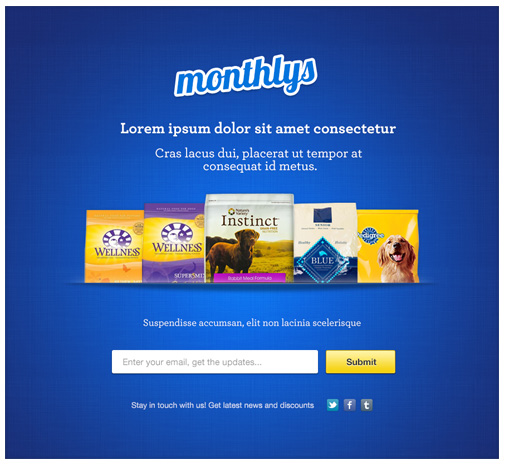 monthlys
Lorem ipsum dolor sit amet consectetur
Cras lacus dui, placerat ut tempor at
consequat id metus.
WELLNESS
WELLNESS
Nature's Variety
Instinct
Rabbit Meal Formula
BLUE
Pedigree
Suspendisse accumsan, elit non lacinia scelerisque
Enter your email, get the updates...
Submit
Stay in touch with us! Get latest news and discounts